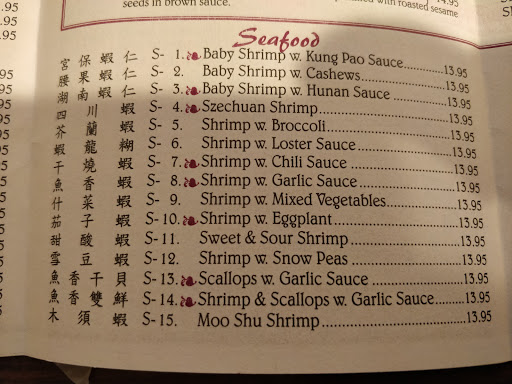 seeds in brown sauce.
with roasted sesame
Seafood
宮保蝦仁 S- 1. Baby Shrimp w. Kung Pao Sauce............13.95
腰果蝦仁 S- 2. Baby Shrimp w. Cashews....................13.95
湖南蝦仁 S- 3. Baby Shrimp w. Hunan Sauce ...............13.95
四川蝦 S- 4. Szechuan Shrimp...........................13.95
芥蘭蝦 S- 5. Shrimp w. Broccoli........................13.95
蝦龍糊 S- 6. Shrimp w. Loster Sauce ...................13.95
干燒蝦 S- 7. Shrimp w. Chili Sauce ....................13.95
魚香蝦 S- 8. Shrimp w. Garlic Sauce ...................13.95
什菜蝦 S- 9. Shrimp w. Mixed Vegetables................13.95
茄子蝦 S- 10. Shrimp w. Eggplant.......................13.95
甜酸蝦 S- 11. Sweet & Sour Shrimp .....................13.95
雪豆蝦 S- 12. Shrimp w. Snow Peas .....................13.95
魚香干貝 S- 13. Scallops w. Garlic Sauce ................13.95
魚香雙鮮 S- 14. Shrimp & Scallops w. Garlic Sauce.......13.95
木須蝦 S- 15. Moo Shu Shrimp...........................13.95